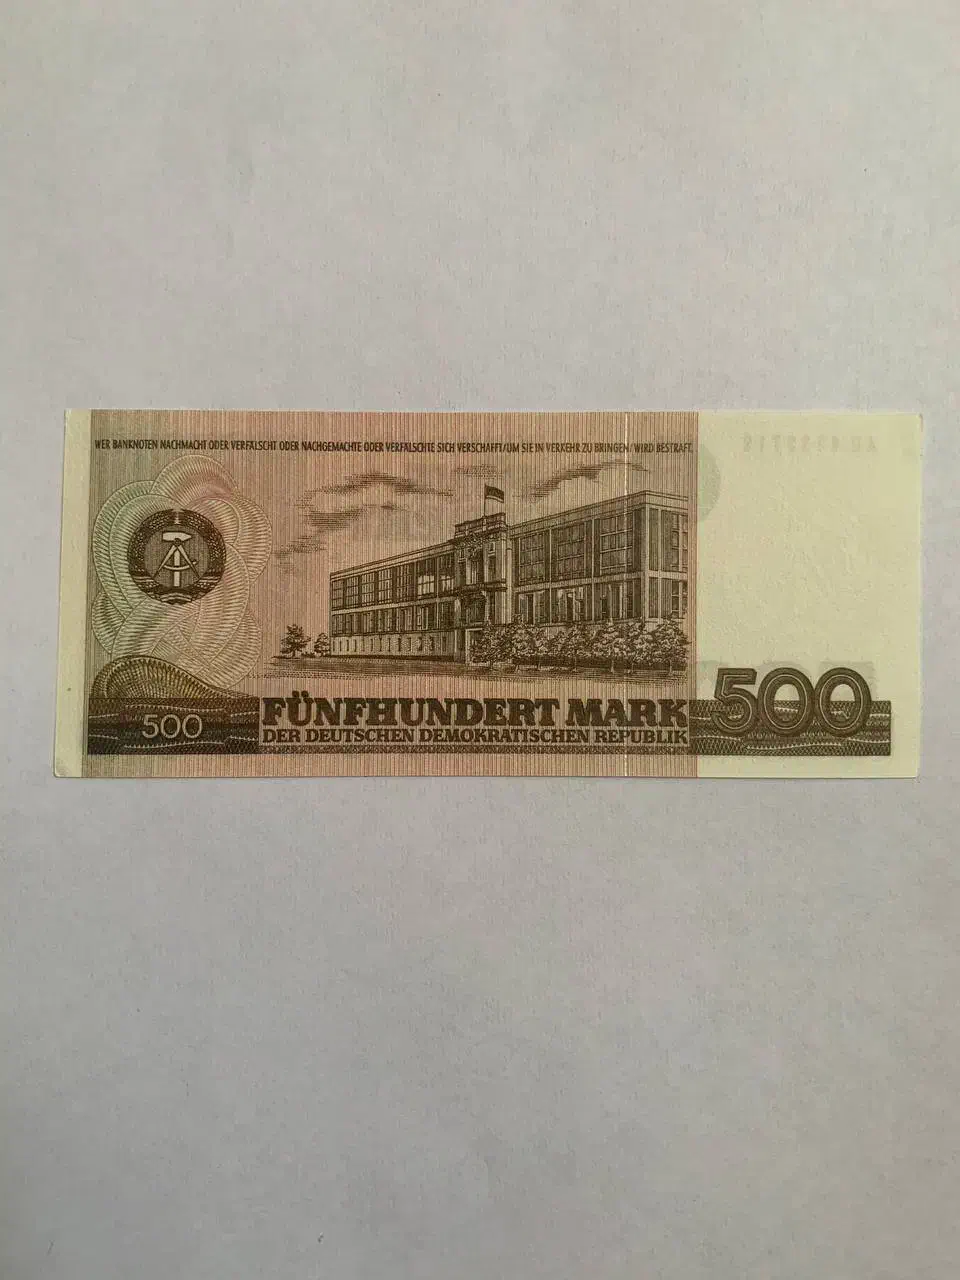 WER BANKNOTEN NACHMACHT ODER VERFÄLSCHT ODER NACHGEMACHTE ODER VERFÄLSCHTE SICH VERSCHAFFT/UM SIE IN VERKEHR ZU BRINGEN/WIRD BESTRAFT.
500
FÜNFHUNDERT MARK
DER DEUTSCHEN DEMOKRATISCHEN REPUBLIK
500